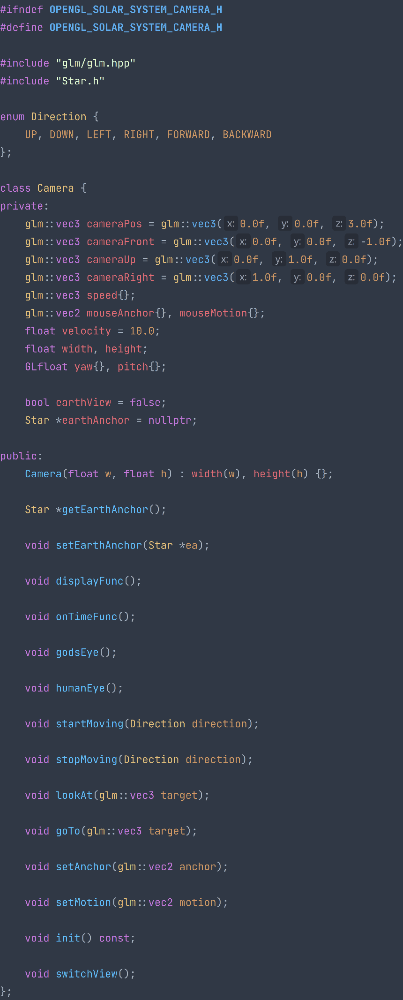 #ifndef OPENGL_SOLAR_SYSTEM_CAMERA_H
#define OPENGL_SOLAR_SYSTEM_CAMERA_H
#include "glm/glm.hpp"
#include "Star.h"
enum Direction {
    UP, DOWN, LEFT, RIGHT, FORWARD, BACKWARD
};
class Camera {
private:
    glm::vec3 cameraPos = glm::vec3( x: 0.0f, y: 0.0f, z: 3.0f);
    glm::vec3 cameraFront = glm::vec3( x: 0.0f, y: 0.0f, z: -1.0f);
    glm::vec3 cameraUp = glm::vec3( x: 0.0f, y: 1.0f, z: 0.0f);
    glm::vec3 cameraRight = glm::vec3( x: 1.0f, y: 0.0f, z: 0.0f);
    glm::vec3 speed{};
    glm::vec2 mouseAnchor{}, mouseMotion{};
    float velocity = 10.0;
    float width, height;
    GLfloat yaw{}, pitch{};
    bool earthView = false;
    Star *earthAnchor = nullptr;
public:
    Camera(float w, float h) : width(w), height(h) {};
    Star *getEarthAnchor();
    void setEarthAnchor(Star *ea);
    void displayFunc();
    void onTimeFunc();
    void godsEye();
    void humanEye();
    void startMoving(Direction direction);
    void stopMoving(Direction direction);
    void lookAt(glm::vec3 target);
    void goTo(glm::vec3 target);
    void setAnchor(glm::vec2 anchor);
    void setMotion(glm::vec2 motion);
    void init() const;
    void switchView();
};